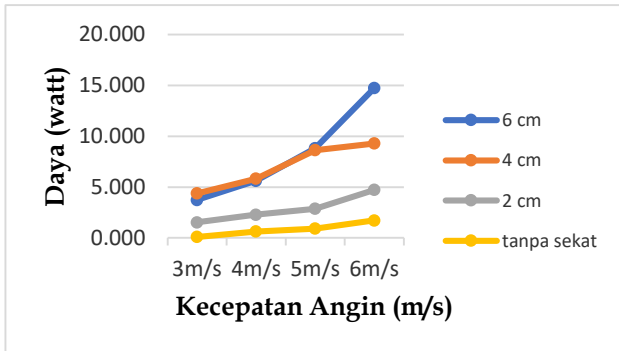 20.000
15.000
10.000
5.000
0.000
Daya (watt)
3m/s 4m/s 5m/s 6m/s
Kecepatan Angin (m/s)
6 cm
4 cm
2 cm
tanpa sekat